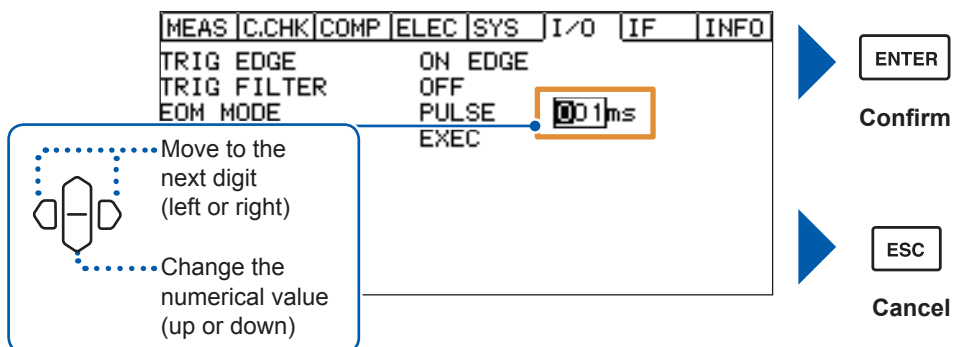 MEAS C.CHK COMP ELEC SYS I/O IF INFO
TRIG EDGE ON EDGE
TRIG FILTER OFF
EOM MODE PULSE 001ms
EXEC
Move to the
next digit
(left or right)
Change the
numerical value
(up or down)
ENTER
Confirm
ESC
Cancel